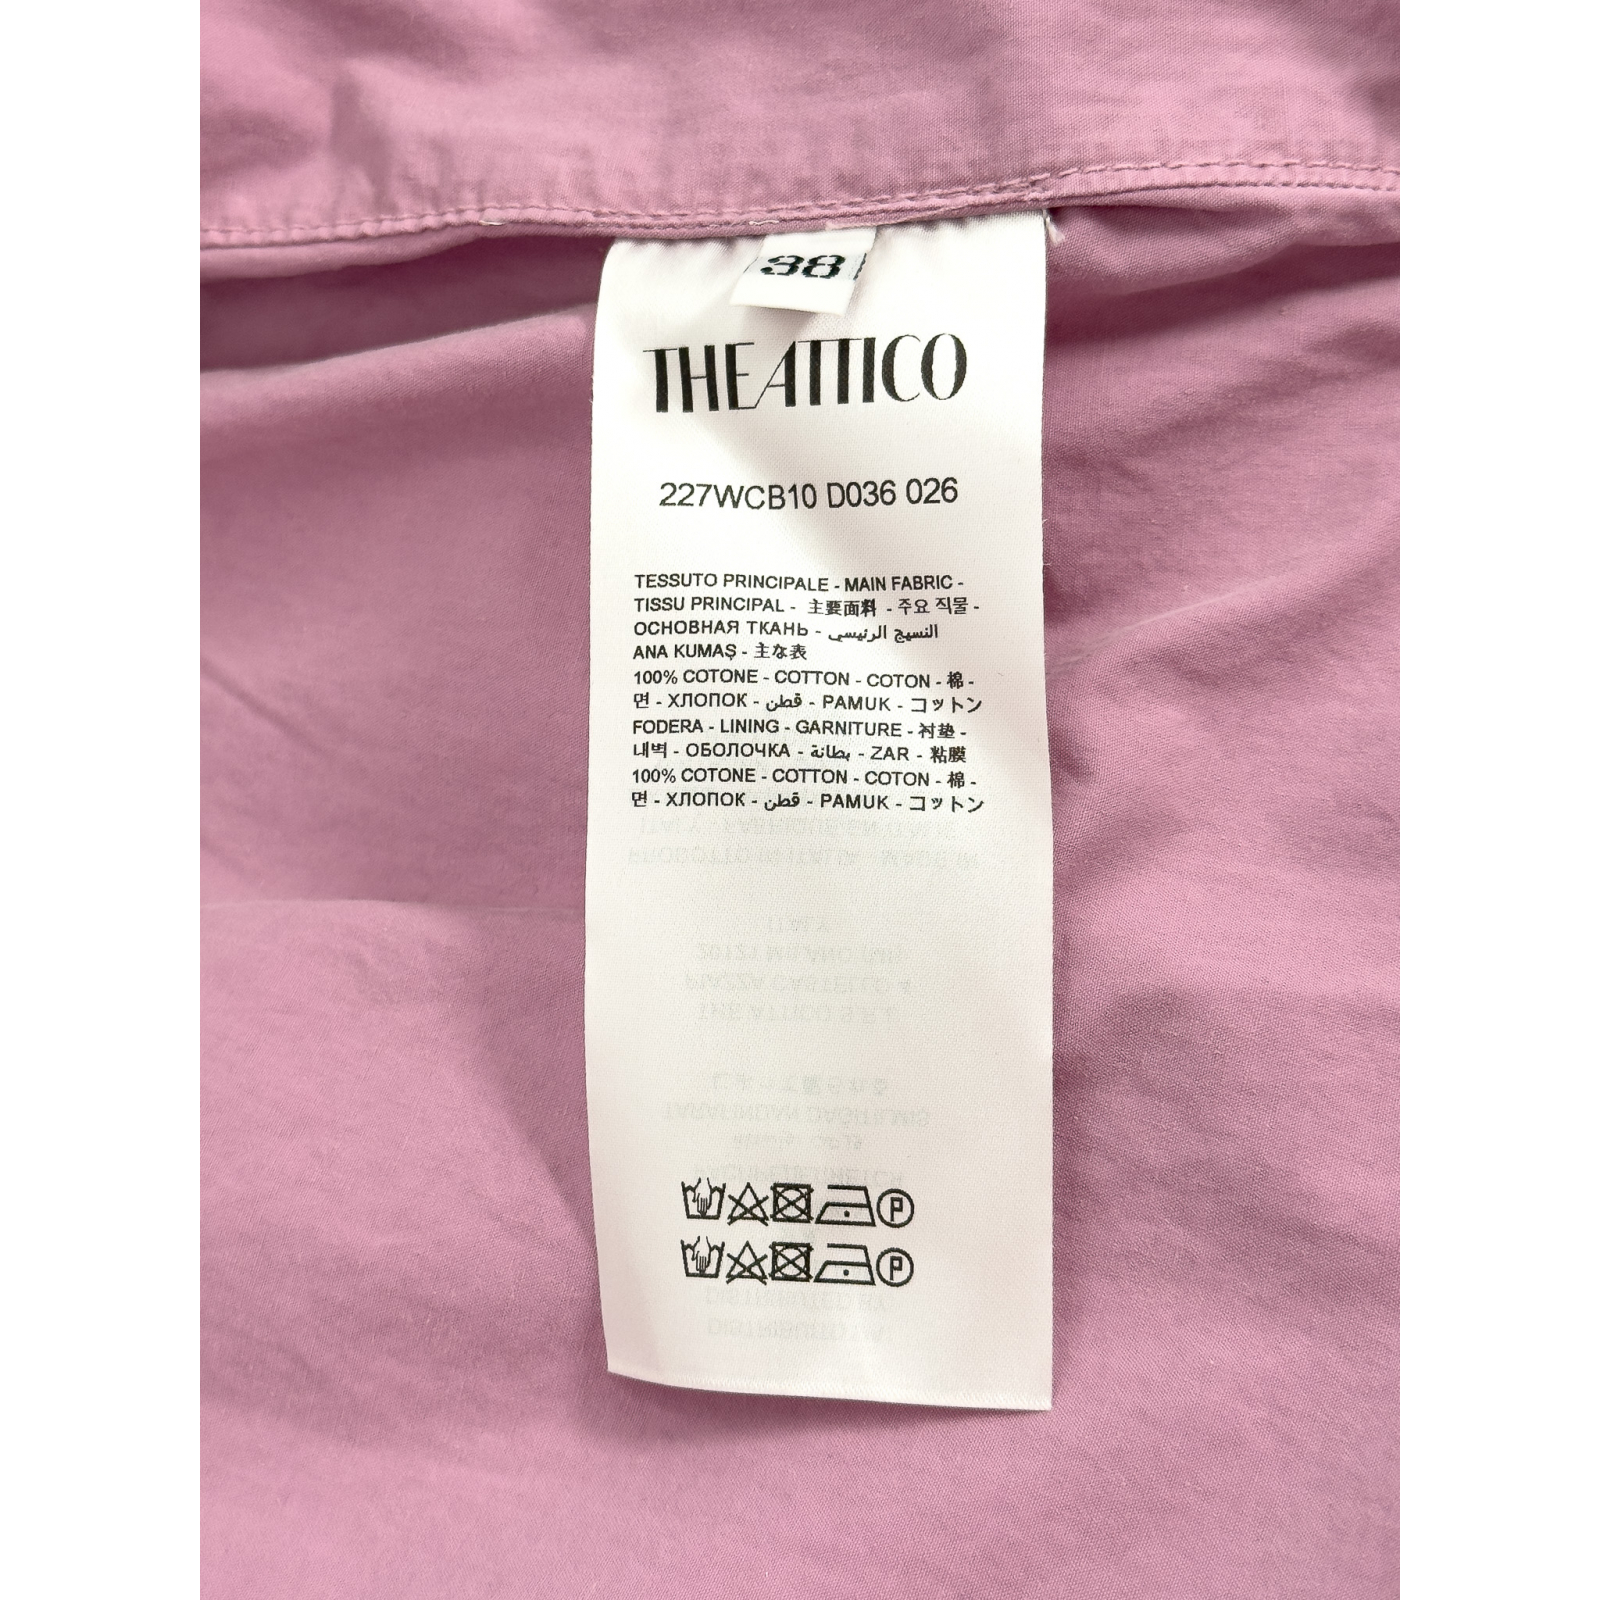 38
THE ATTICO
227WCB10 D036 026
TESSUTO PRINCIPALE - MAIN FABRIC -
TISSU PRINCIPAL - 主要面料 - 주요 직물 -
ОСНОВНАЯ ТКАНЬ - النسيج الرئيسي
ANA KUMAŞ - 主な表
100% COTONE - COTTON - COTON - 棉 -
면 - ХЛОПОК - قطن - PAMUK - コットン
FODERA - LINING - GARNITURE - 衬垫 -
내벽 - ОБОЛОЧКА - بطانة - ZAR - 粘膜
100% COTONE - COTTON - COTON - 棉 -
면 - ХЛОПОК - قطن - PAMUK - コットン
P
P